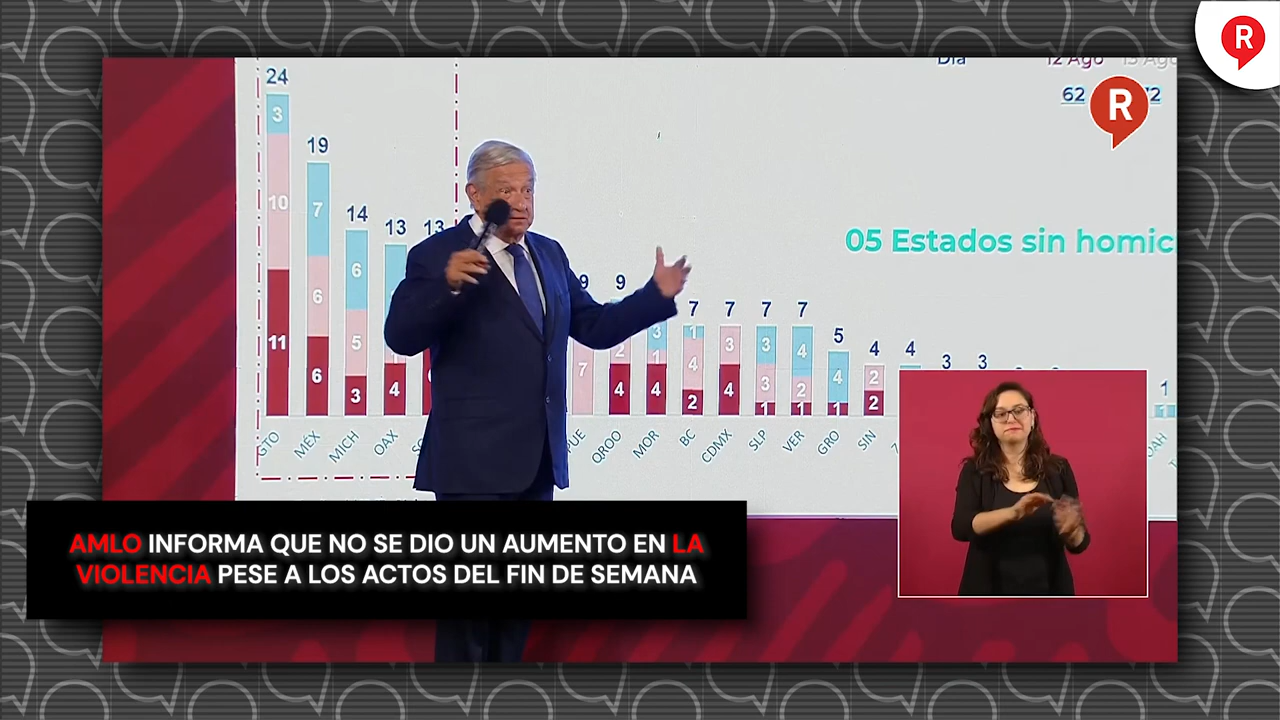 R
Día 12 Ago 13 Ago
62
R
24
3
19
10
7
14
13
13
6
05 Estados sin homic
6
9
9
7
7
7
7
5
4
4
3
3
11
6
5
3
4
7
2
4
3
1
4
1
4
2
3
4
3
3
1
4
2
1
4
1
2
2
1
1
GTO
MÉX
MICH
OAX
PUE
QROO
MOR
BC
CDMX
SLP
VER
GRO
SIN
AMLO INFORMA QUE NO SE DIO UN AUMENTO EN LA
VIOLENCIA PESE A LOS ACTOS DEL FIN DE SEMANA